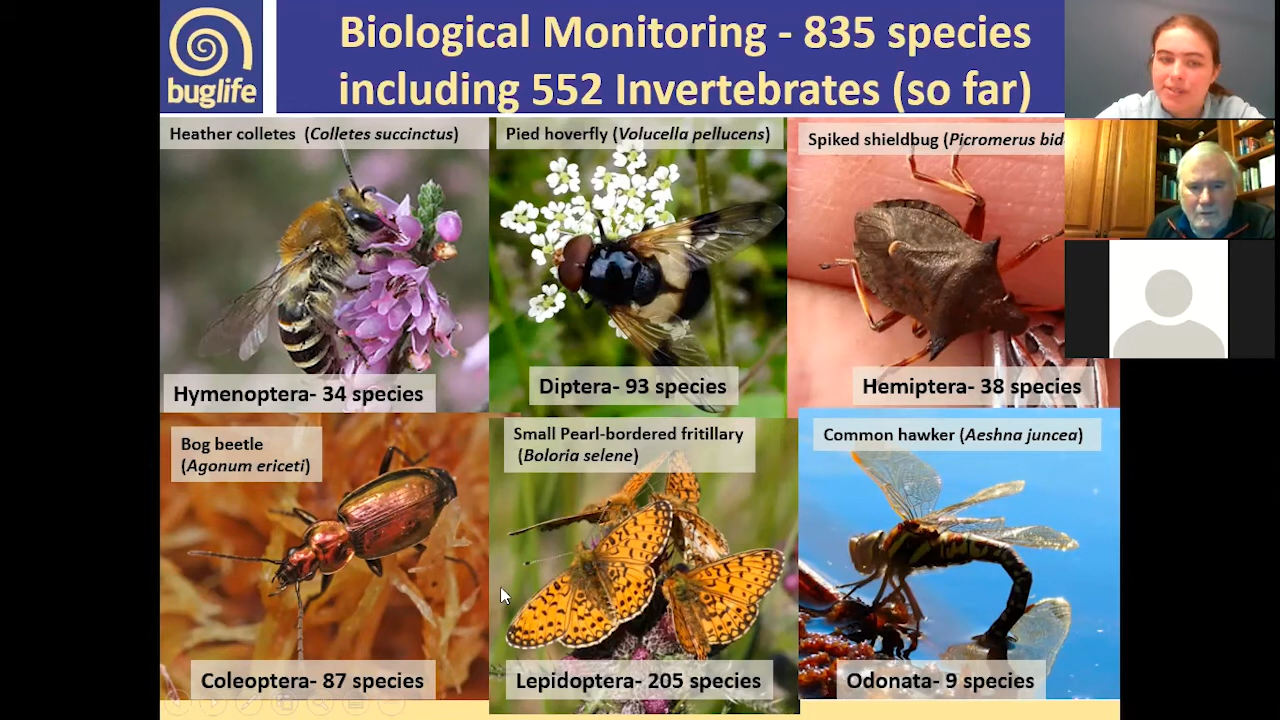 buglife
Biological Monitoring - 835 species
including 552 Invertebrates (so far)
Heather colletes (Colletes succinctus)
Pied hoverfly (Volucella pellucens)
Spiked shieldbug (Picromerus bid
Hymenoptera- 34 species
Diptera- 93 species
Hemiptera- 38 species
Bog beetle
(Agonum ericeti)
Small Pearl-bordered fritillary
(Boloria selene)
Common hawker (Aeshna juncea)
Coleoptera- 87 species
Lepidoptera- 205 species
Odonata- 9 species